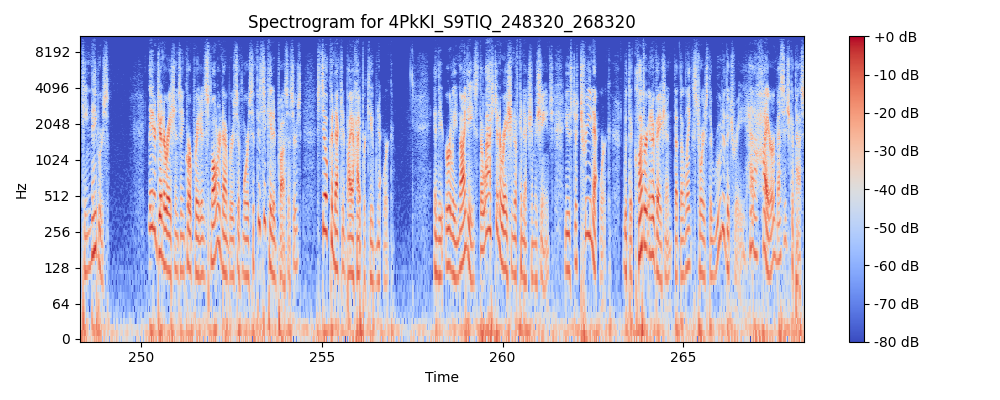 Spectrogram for 4PkKI_S9TIQ_248320_268320
8192
4096
2048
1024
512
256
128
64
0
Hz
250
255
260
265
Time
+0 dB
-10 dB
-20 dB
-30 dB
-40 dB
-50 dB
-60 dB
-70 dB
-80 dB